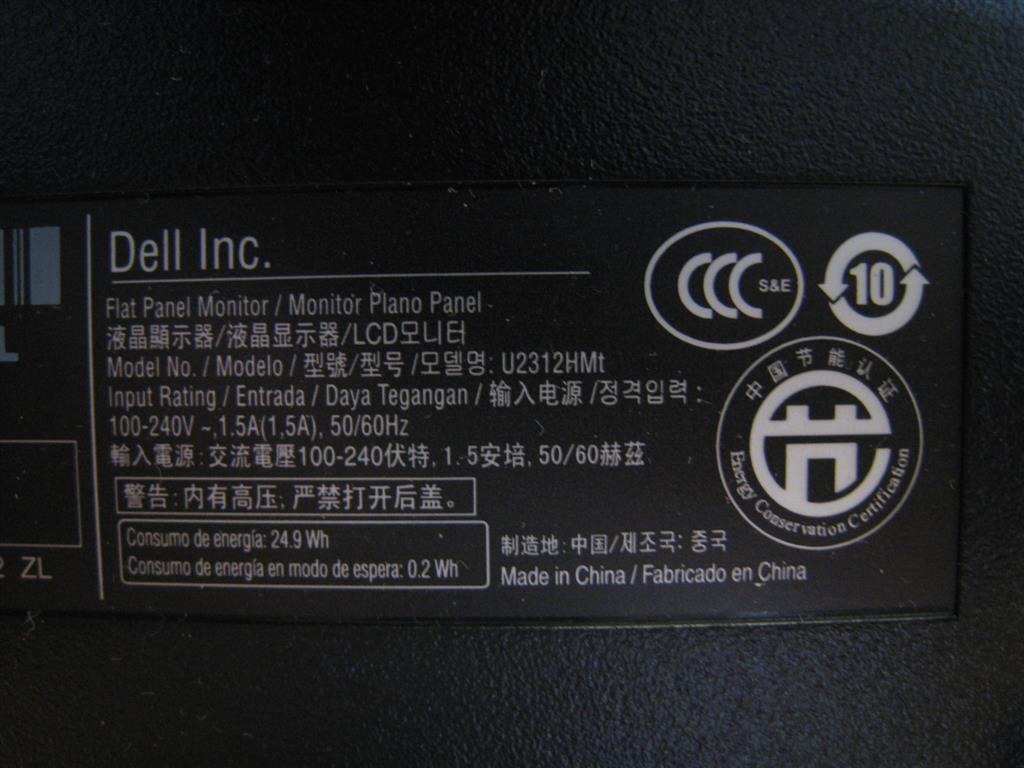 Dell Inc.
Flat Panel Monitor / Monitor Plano Panel
液晶顯示器/液晶显示器/LCD모니터
Model No. / Modelo / 型號/型号 /모델명: U2312HMt
Input Rating / Entrada / Daya Tegangan / 输入电源 /정격입력 :
100-240V ~,1.5A(1,5A), 50/60Hz
輸入電源: 交流電壓100-240伏特, 1.5安培, 50/60赫茲
警告: 内有高压; 严禁打开后盖。
Consumo de energía: 24.9 Wh
Consumo de energía en modo de espera: 0.2 Wh
制造地: 中国/제조국: 중국
Made in China / Fabricado en China
CCC S&E
10
中国节能认证
Energy Conservation Certification
2 ZL